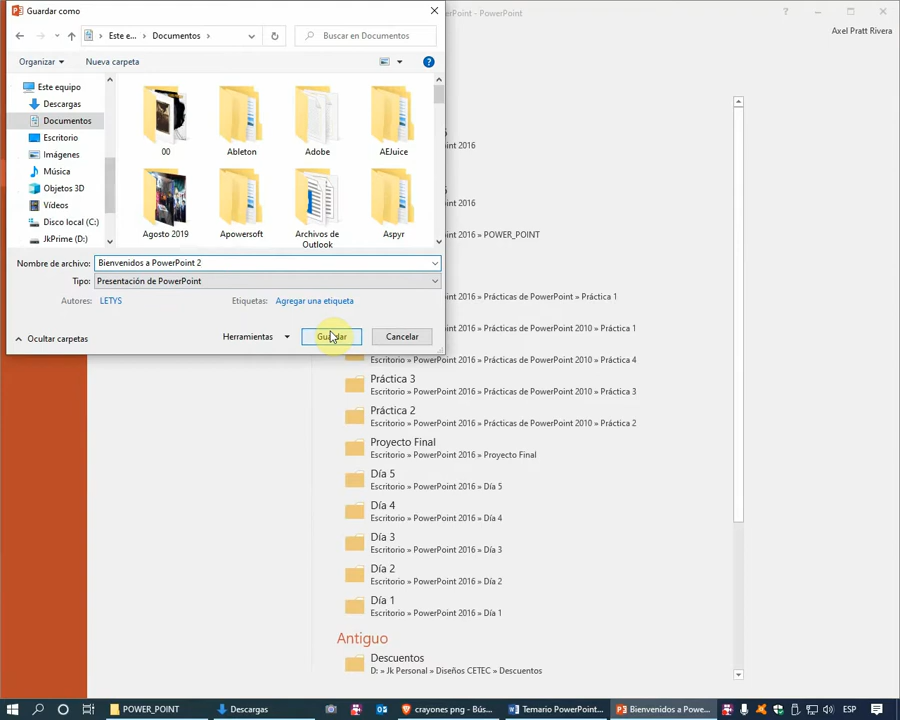 Guardar como
PowerPoint - PowerPoint
Axel Pratt Rivera
Este e...
Documentos
Buscar en Documentos
Organizar
Nueva carpeta
Este equipo
Descargas
Documentos
Escritorio
Imágenes
Música
Objetos 3D
Vídeos
Disco local (C:)
JkPrime (D:)
00
Ableton
Adobe
AEJuice
Agosto 2019
Apowersoft
Archivos de Outlook
Aspyr
Nombre de archivo:
Bienvenidos a PowerPoint 2
Tipo:
Presentación de PowerPoint
Autores:
LETYS
Etiquetas:
Agregar una etiqueta
Ocultar carpetas
Herramientas
Guardar
Cancelar
2016
2016
2016 » POWER_POINT
2016 » Prácticas de PowerPoint » Práctica 1
2016 » Prácticas de PowerPoint 2010 » Práctica 1
Escritorio » PowerPoint 2016 » Prácticas de PowerPoint 2010 » Práctica 4
Práctica 3
Escritorio » PowerPoint 2016 » Prácticas de PowerPoint 2010 » Práctica 3
Práctica 2
Escritorio » PowerPoint 2016 » Prácticas de PowerPoint 2010 » Práctica 2
Proyecto Final
Escritorio » PowerPoint 2016 » Proyecto Final
Día 5
Escritorio » PowerPoint 2016 » Día 5
Día 4
Escritorio » PowerPoint 2016 » Día 4
Día 3
Escritorio » PowerPoint 2016 » Día 3
Día 2
Escritorio » PowerPoint 2016 » Día 2
Día 1
Escritorio » PowerPoint 2016 » Día 1
Antiguo
Descuentos
D: » Jk Personal » Diseños CETEC » Descuentos
POWER_POINT
Descargas
crayones png - Bús...
Temario PowerPoint...
Bienvenidos a Powe...
ESP